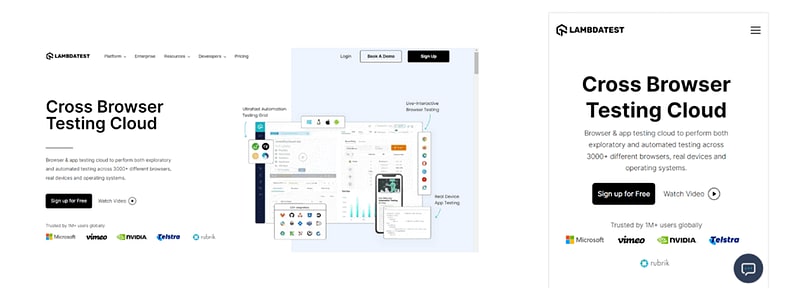 LAMBDATEST
Platform
Enterprise
Resources
Developers
Pricing
Login
Book A Demo
Sign Up
Cross Browser
Testing Cloud
Browser & app testing cloud to perform both exploratory
and automated testing across 3000+ different browsers,
real devices and operating systems.
Sign up for Free
Watch Video
Trusted by 1M+ users globally
Microsoft
vimeo
NVIDIA
Telstra
rubrik
Ultrafast Automation
Testing Grid
Live-Interactive
Browser Testing
Real Device
App Testing
LAMBDATEST
Cross Browser
Testing Cloud
Browser & app testing cloud to perform both
exploratory and automated testing across
3000+ different browsers, real devices and
operating systems.
Sign up for Free
Watch Video
Trusted by 1M+ users globally
Microsoft
vimeo
NVIDIA
Telstra
rubrik